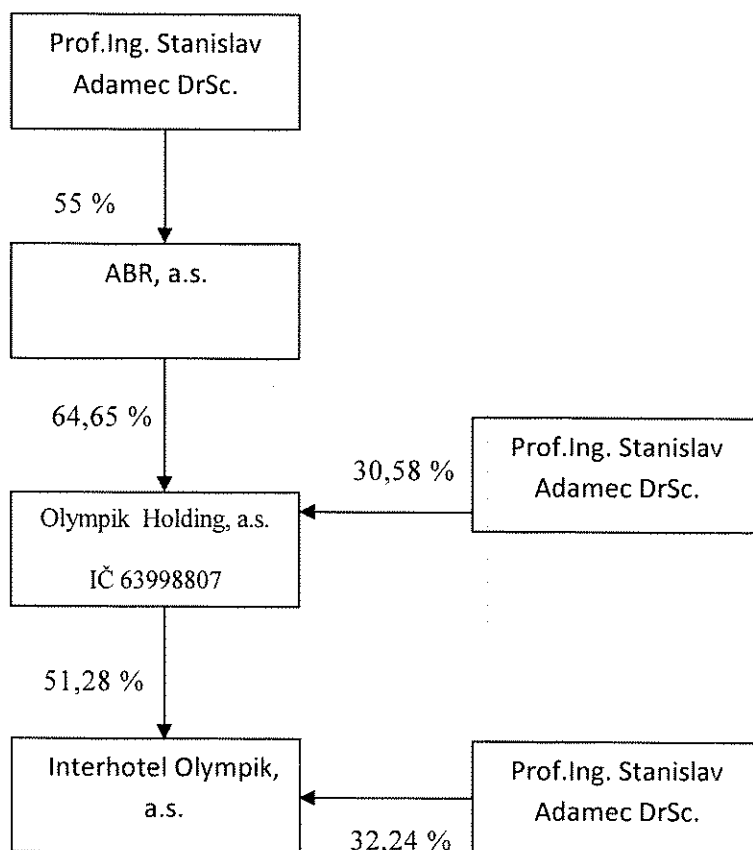 Prof.Ing. Stanislav
Adamec DrSc.
55 %
ABR, a.s.
64,65 %
30,58 %
Prof.Ing. Stanislav
Adamec DrSc.
Olympik Holding, a.s.
IČ 63998807
51,28 %
Interhotel Olympik,
a.s.
Prof.Ing. Stanislav
Adamec DrSc.
32,24 %